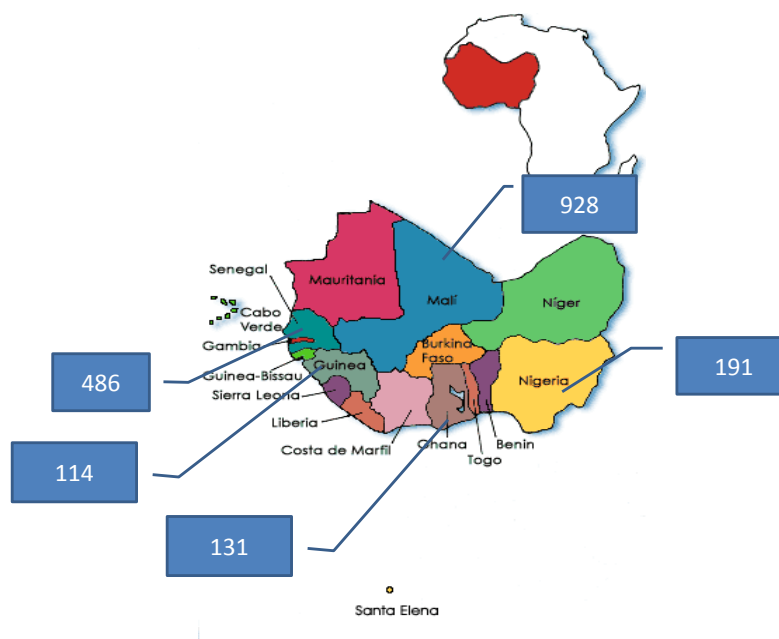 928
Senegal
Mauritania
Malí
Níger
Cabo
Verde
Gambia
486
Burkina
Faso
191
Guinea-Bissau
Guinea
Nigeria
Sierra Leona
Liberia
Costa de Marfil
Ghana
Benin
Togo
114
131
Santa Elena